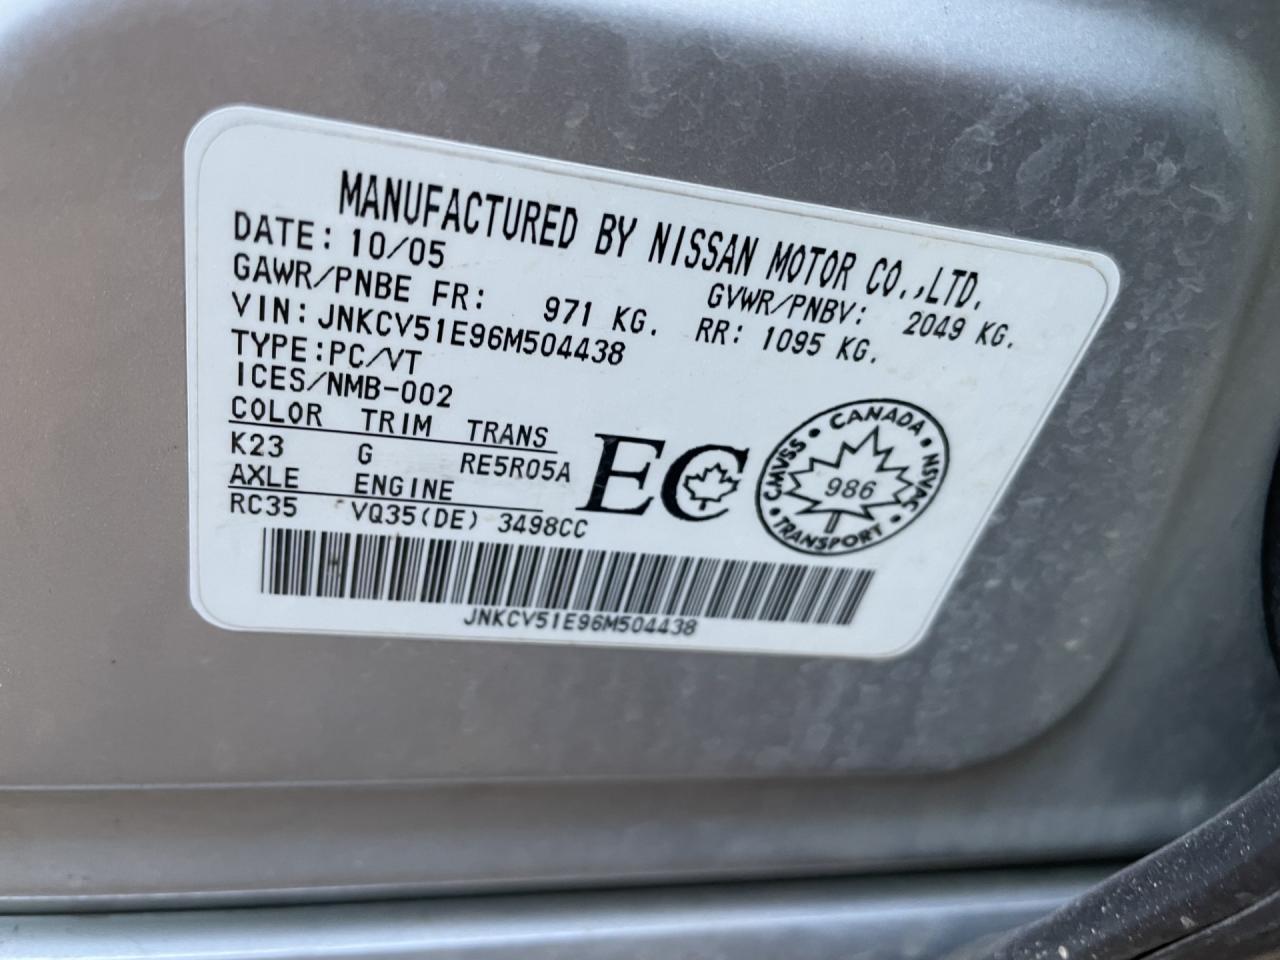 MANUFACTURED BY NISSAN MOTOR CO.,LTD.
DATE: 10/05 GVWR/PNBV: 2049 KG.
GAWR/PNBE FR: 971 KG. RR: 1095 KG.
VIN: JNKCV51E96M504438
TYPE:PC/VT
ICES/NMB-002
COLOR TRIM TRANS
K23 G RE5R05A
AXLE ENGINE
RC35 VQ35(DE) 3498CC
EC
CANADA
CMVSS
NSVAC
986
TRANSPORT
JNKCV51E96M504438